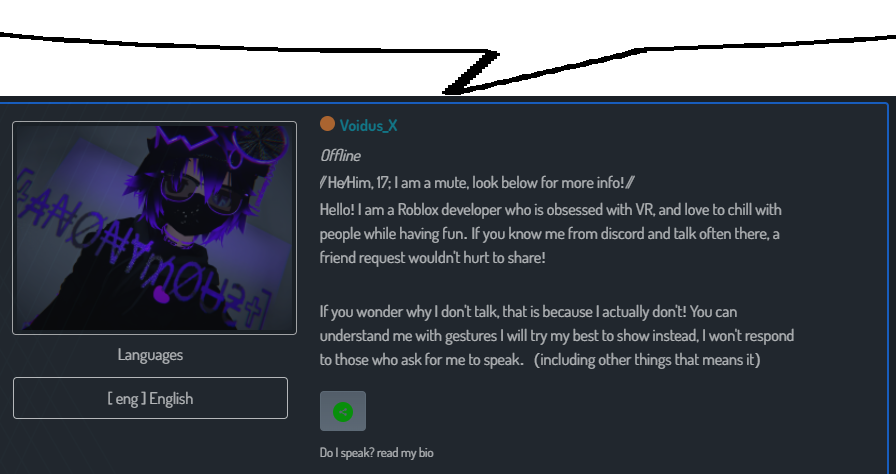 Voidus_X
Offline
//He/Him, 17; I am a mute, look below for more info!//
Hello! I am a Roblox developer who is obsessed with VR, and love to chill with
people while having fun. If you know me from discord and talk often there, a
friend request wouldn't hurt to share!
If you wonder why I don't talk, that is because I actually don't! You can
understand me with gestures I will try my best to show instead, I won't respond
to those who ask for me to speak. (including other things that means it)
Languages
[ eng ] English
Do I speak? read my bio